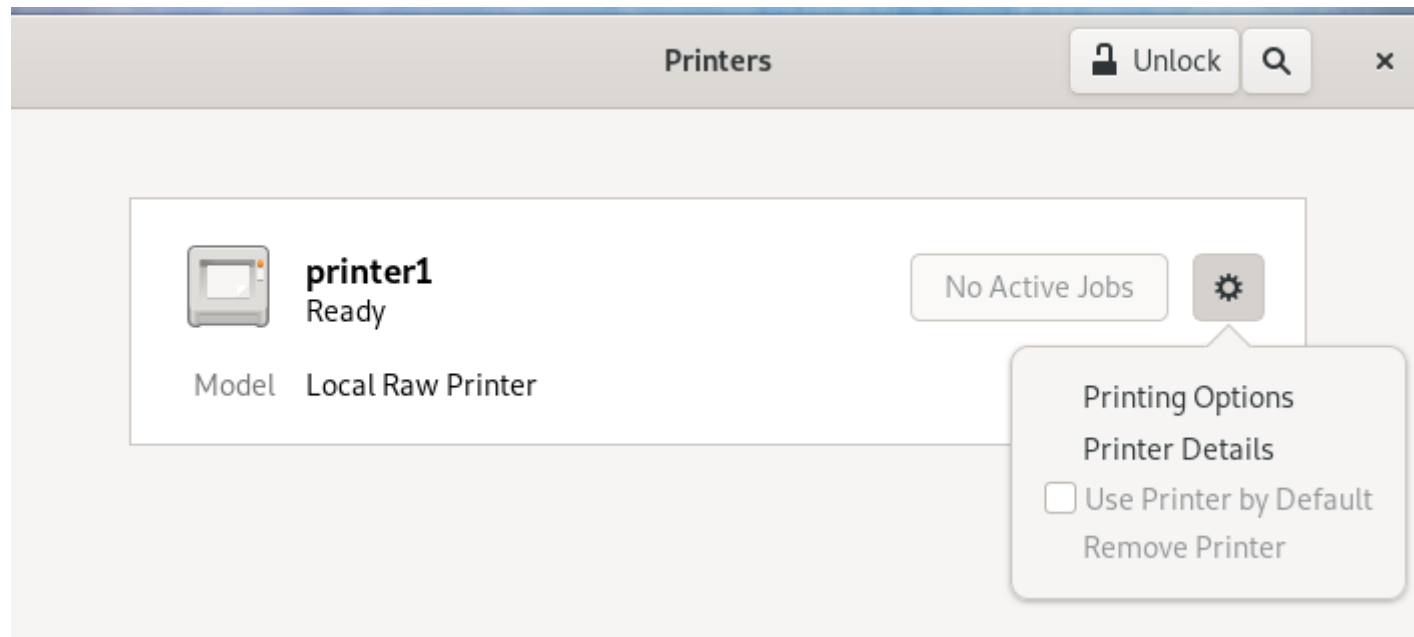 Printers
Unlock
printer1
Ready
No Active Jobs
Model Local Raw Printer
Printing Options
Printer Details
Use Printer by Default
Remove Printer